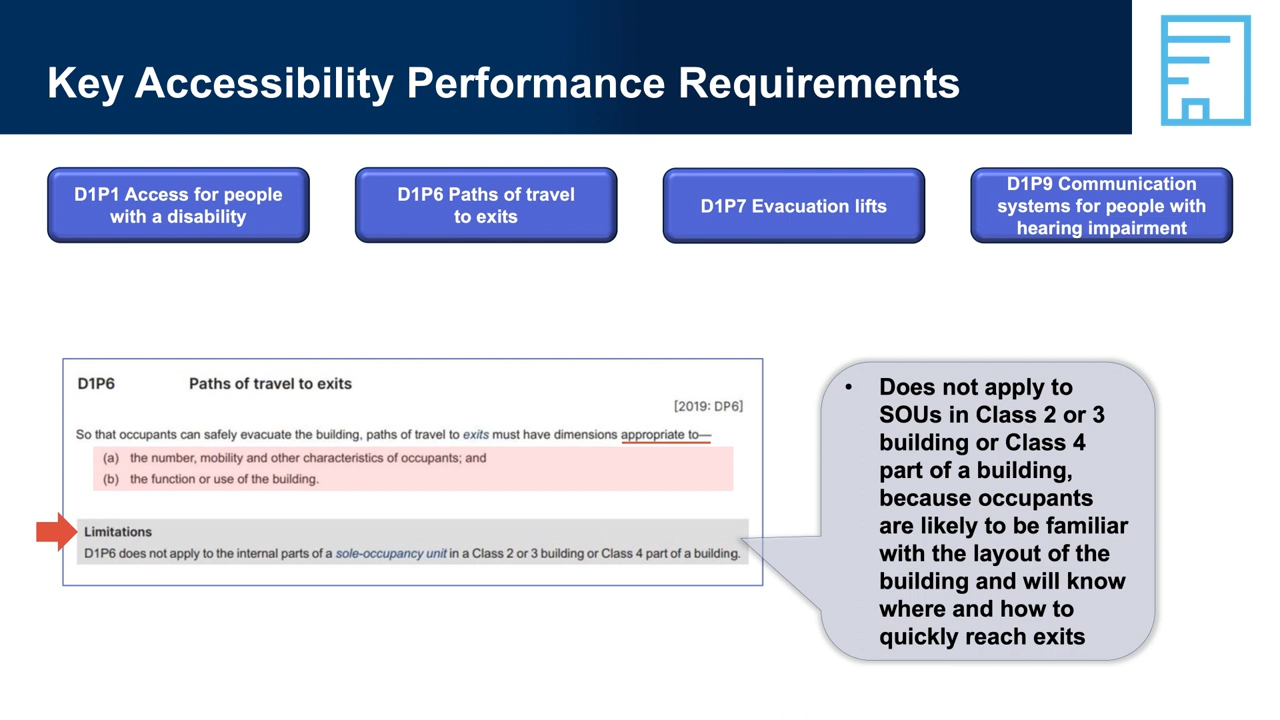 Key Accessibility Performance Requirements
D1P1 Access for people
with a disability
D1P6 Paths of travel
to exits
D1P7 Evacuation lifts
D1P9 Communication
systems for people with
hearing impairment
D1P6 Paths of travel to exits
[2019: DP6]
So that occupants can safely evacuate the building, paths of travel to exits must have dimensions appropriate to—
(a) the number, mobility and other characteristics of occupants; and
(b) the function or use of the building.
Limitations
D1P6 does not apply to the internal parts of a sole-occupancy unit in a Class 2 or 3 building or Class 4 part of a building.
• Does not apply to
SOUs in Class 2 or 3
building or Class 4
part of a building,
because occupants
are likely to be familiar
with the layout of the
building and will know
where and how to
quickly reach exits